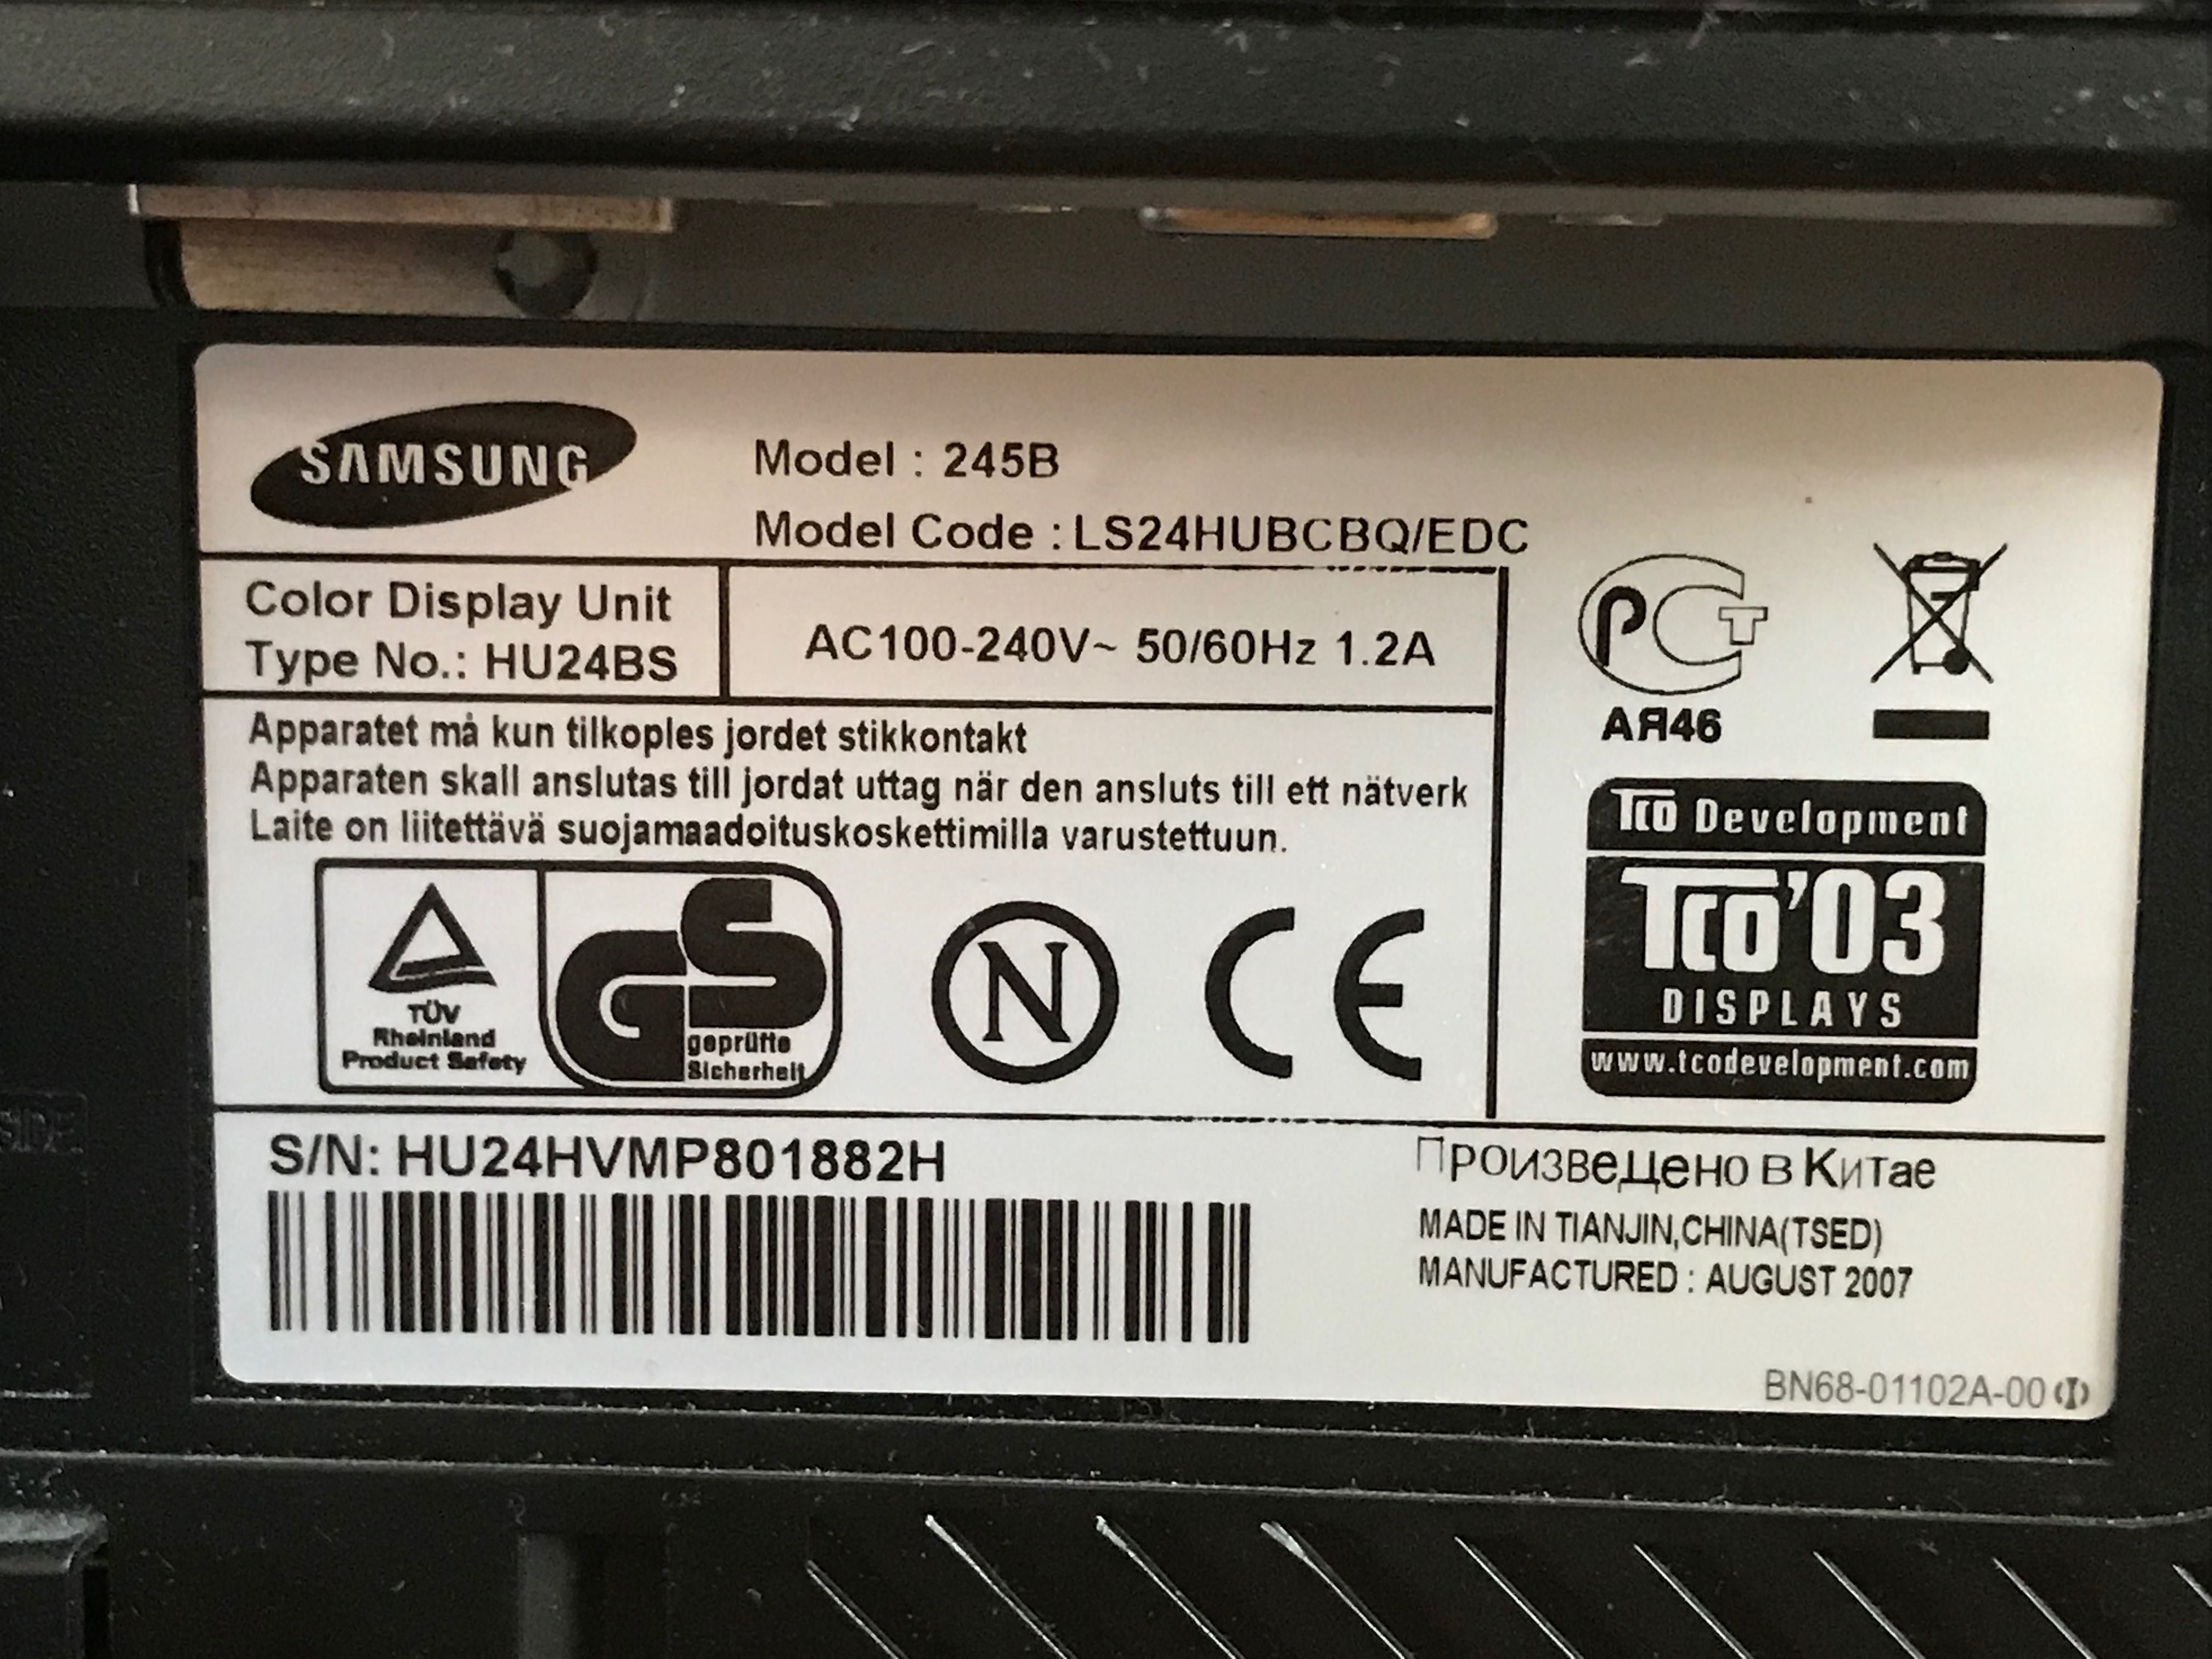 SAMSUNG
Model : 245B
Model Code : LS24HUBCBQ/EDC
Color Display Unit
Type No.: HU24BS
AC100-240V~ 50/60Hz 1.2A
Apparatet må kun tilkoples jordet stikkontakt
Apparaten skall anslutas till jordat uttag när den ansluts till ett nätverk
Laite on liitettävä suojamaadoituskoskettimilla varustettuun.
TÜV
Rheinland
Product Safety
GS
geprüfte
Sicherheit
N
CE
РСТ
АЯ46
TCO Development
TCO'03
DISPLAYS
www.tcodevelopment.com
S/N: HU24HVMP801882H
Произведено в Китае
MADE IN TIANJIN,CHINA(TSED)
MANUFACTURED : AUGUST 2007
BN68-01102A-00